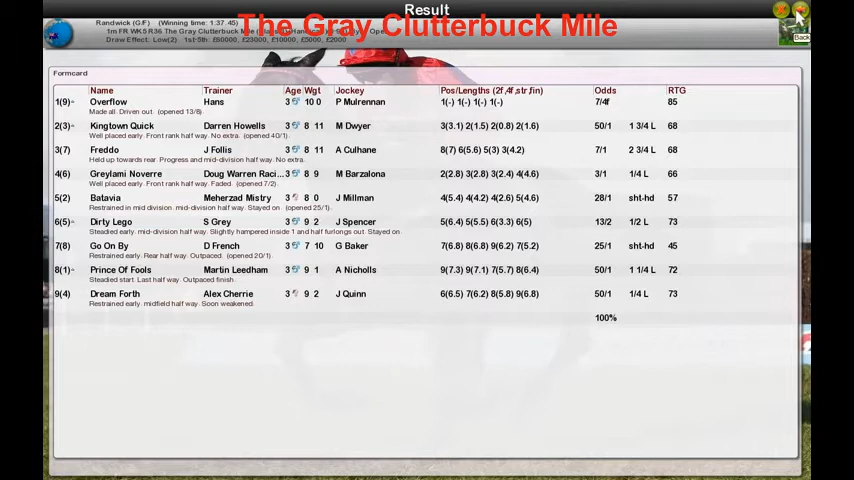 Result
Randwick (G/F) (Winning time: 1:37.45)
The Gray Clutterbuck Mile
1m FR WK5 R36 The Gray Clutterbuck Mile
Draw Effect: Low(2) 1st-5th: £60000, £23000, £10000, £5000, £2000
Back
Formcard
Name Trainer Age Wgt Jockey Pos/Lengths (2f,4f,str,fin) Odds RTG
1(9) Overflow Hans 3 10 0 P Mulrennan 1(-) 1(-) 1(-) 1(-) 7/4f 85
Made all. Driven out. (opened 13/8)
2(3) Kingtown Quick Darren Howells 3 8 11 M Dwyer 3(3.1) 2(1.5) 2(0.8) 2(1.6) 50/1 1 3/4 L 68
Well placed early. Front rank half way. No extra. (opened 40/1)
3(7) Freddo J Follis 3 8 11 A Culhane 8(7) 6(5.6) 5(3) 3(4.2) 7/1 2 3/4 L 68
Held up towards rear. Progress and mid-division half way. No extra.
4(6) Greylami Noverre Doug Warren Raci... 3 8 9 M Barzalona 2(2.8) 3(2.8) 3(2.4) 4(4.6) 3/1 1/4 L 66
Well placed early. Front rank half way. Faded. (opened 7/2)
5(2) Batavia Meherzad Mistry 3 8 0 J Millman 4(5.4) 4(4.2) 4(2.6) 5(4.6) 28/1 sht-hd 57
Restrained in mid division. mid-division half way. Stayed on. (opened 25/1)
6(5) Dirty Lego S Grey 3 9 2 J Spencer 5(6.4) 5(5.5) 6(3.3) 6(5) 13/2 1/2 L 73
Steadied early. mid-division half way. Slightly hampered inside 1 and half furlongs out. Stayed on.
7(8) Go On By D French 3 7 10 G Baker 7(6.8) 8(6.8) 9(6.2) 7(5.2) 25/1 sht-hd 45
Restrained early. Rear half way. Outpaced. (opened 20/1)
8(1) Prince Of Fools Martin Leedham 3 9 1 A Nicholls 9(7.3) 9(7.1) 7(5.7) 8(6.4) 50/1 1 1/4 L 72
Steadied start. Last half way. Outpaced finish.
9(4) Dream Forth Alex Cherrie 3 9 2 J Quinn 6(6.5) 7(6.2) 8(5.8) 9(6.8) 50/1 1/4 L 73
Restrained early. midfield half way. Soon weakened.
100%